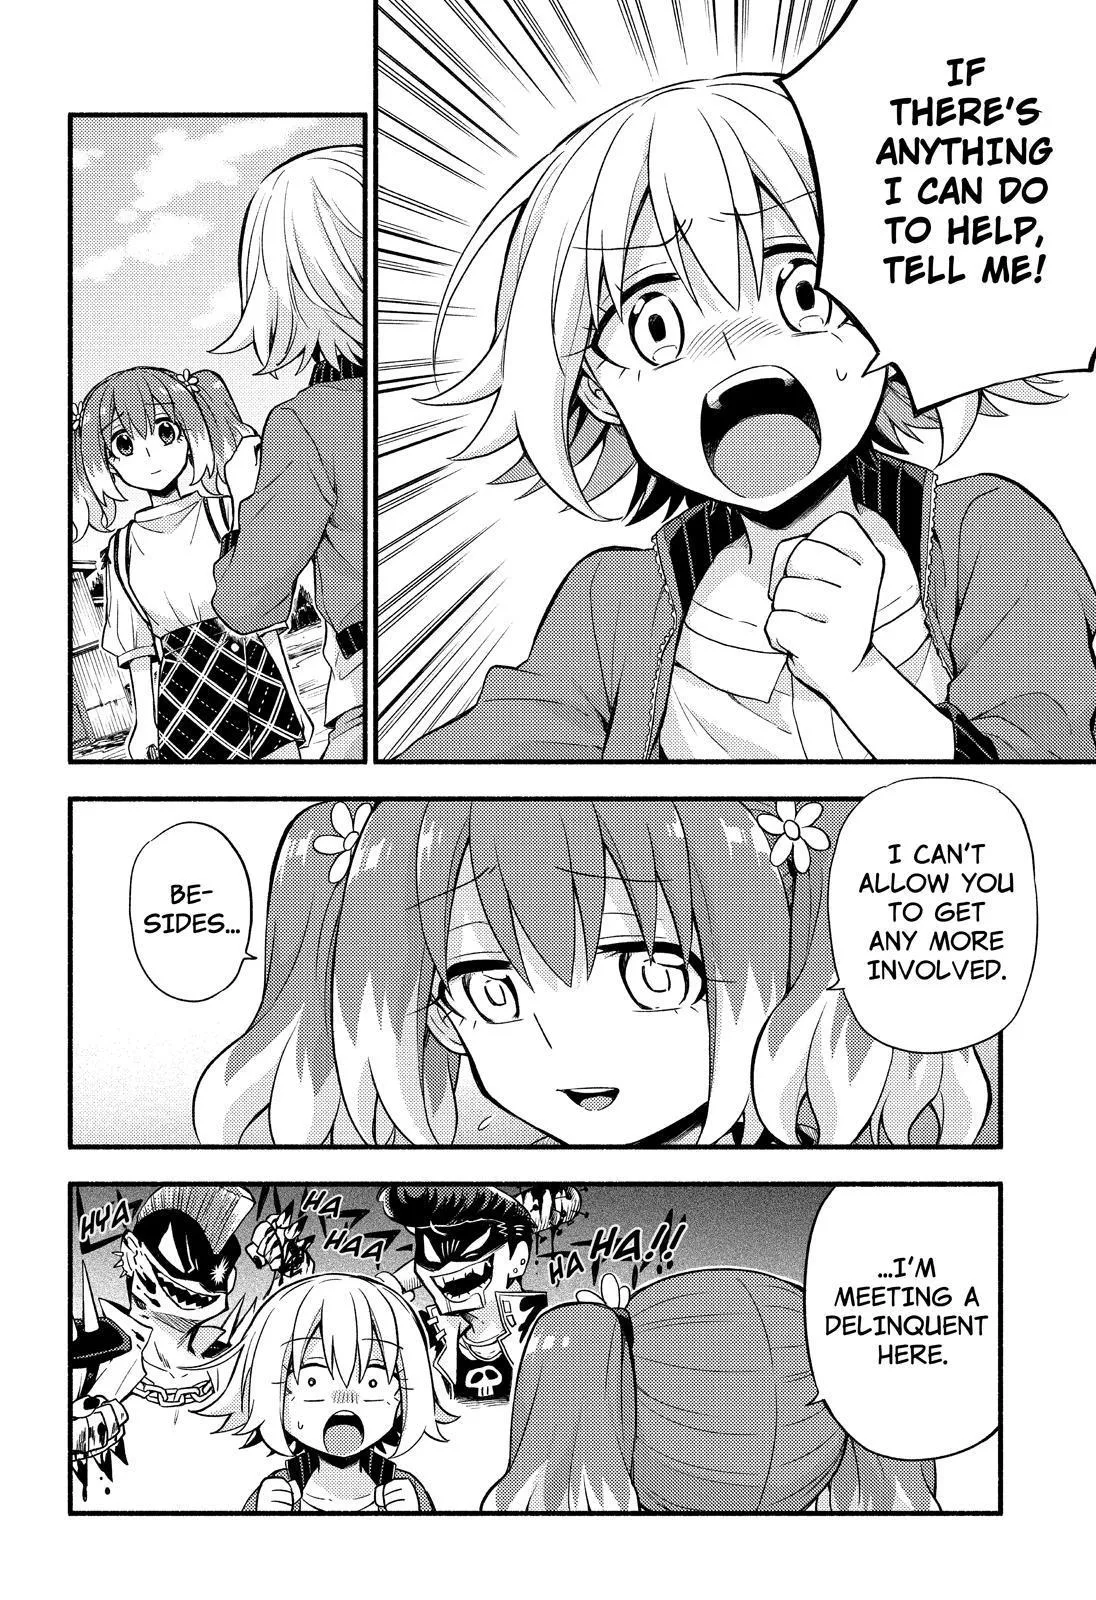 IF
THERE'S
ANYTHING
I CAN DO
TO HELP,
TELL ME!
I CAN'T
ALLOW YOU
TO GET
ANY MORE
INVOLVED.
BE-
SIDES...
...I'M
MEETING A
DELINQUENT
HERE.
HA HA!!
HA
HAA
HYA